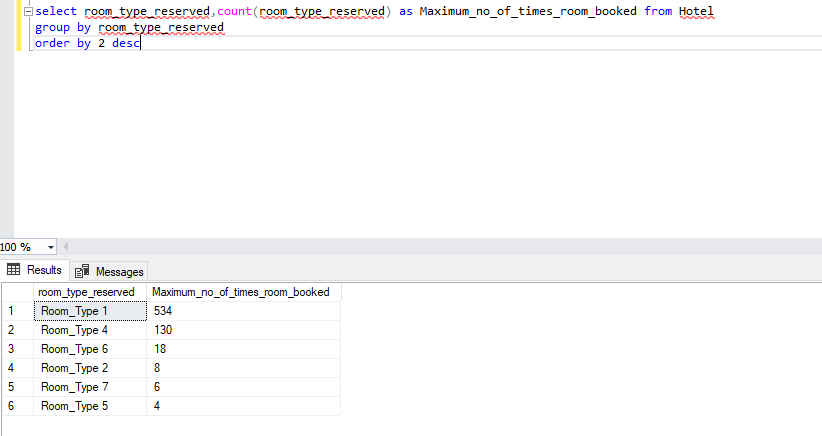 select room_type_reserved,count(room_type_reserved) as Maximum_no_of_times_room_booked from Hotel
group by room_type_reserved
order by 2 desc
100 %
Results Messages
room_type_reserved Maximum_no_of_times_room_booked
1 Room_Type 1 534
2 Room_Type 4 130
3 Room_Type 6 18
4 Room_Type 2 8
5 Room_Type 7 6
6 Room_Type 5 4